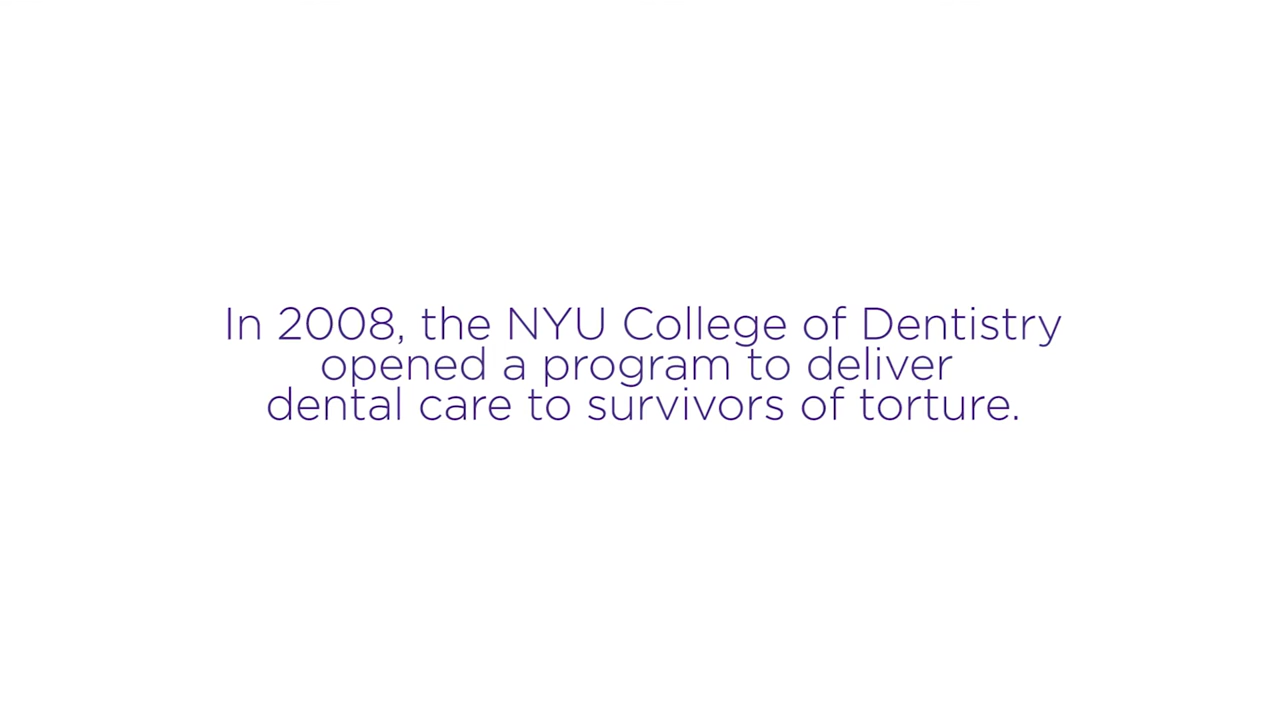 In 2008, the NYU College of Dentistry
opened a program to deliver
dental care to survivors of torture.